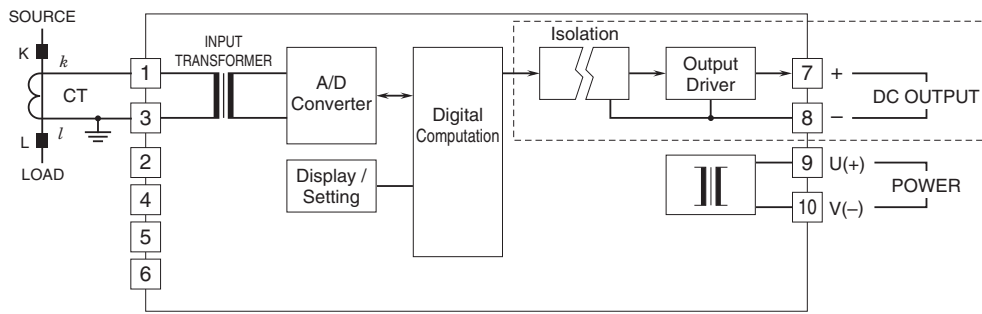 SOURCE
K
k
CT
l
L
LOAD
1
3
2
4
5
6
INPUT
TRANSFORMER
A/D
Converter
Display /
Setting
Digital
Computation
Isolation
Output
Driver
7
+
8
–
DC OUTPUT
9
U(+)
10
V(–)
POWER